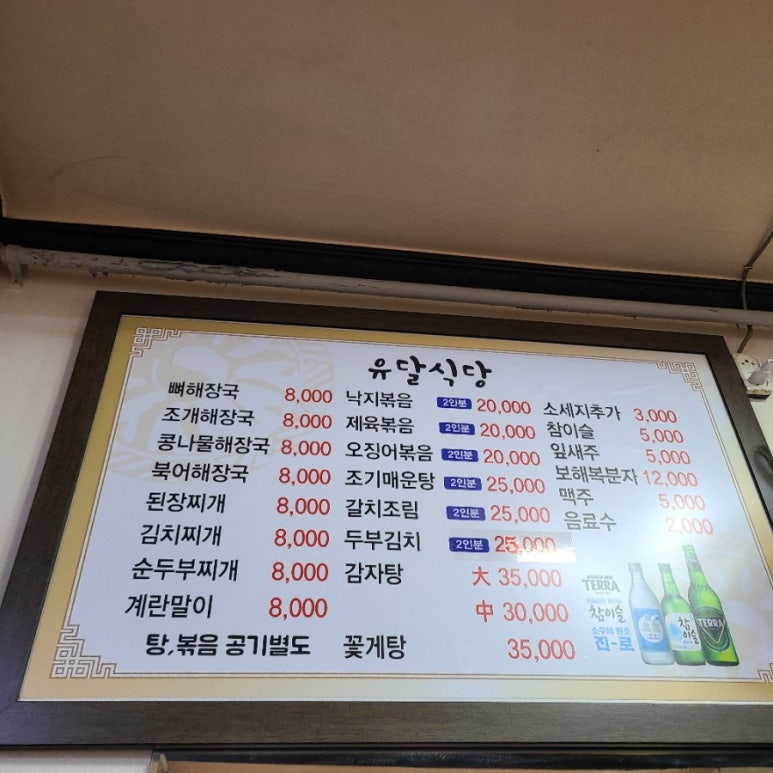 유달식당
뼈해장국 8,000
조개해장국 8,000
콩나물해장국 8,000
북어해장국 8,000
된장찌개 8,000
김치찌개 8,000
순두부찌개 8,000
계란말이 8,000
탕,볶음 공기별도
낙지볶음 2인분 20,000
제육볶음 2인분 20,000
오징어볶음 2인분 20,000
조기매운탕 2인분 25,000
갈치조림 2인분 25,000
두부김치 2인분 25,000
감자탕 大 35,000
中 30,000
꽃게탕 35,000
소세지추가 3,000
참이슬 5,000
잎새주 5,000
보해복분자 12,000
맥주 5,000
음료수 2,000
TERRA
참이슬
소주의 원조
진-로
참이슬
TERRA